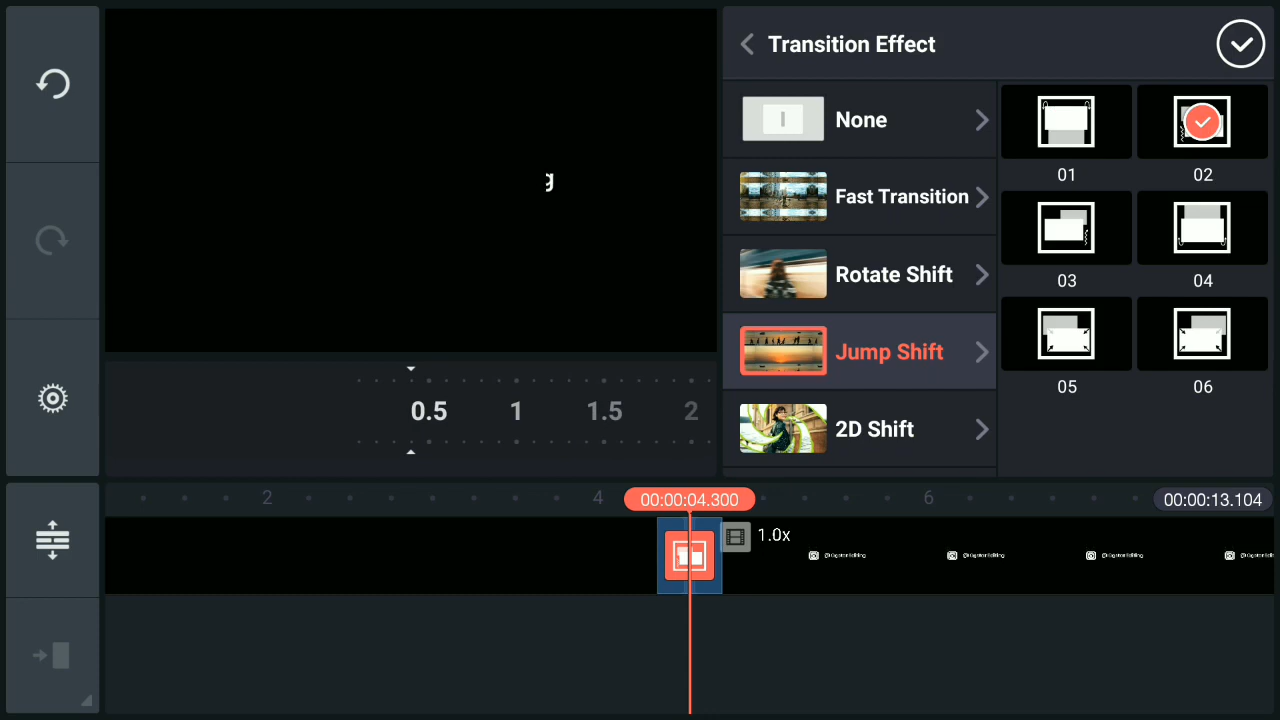 g
Transition Effect
None
Fast Transition
Rotate Shift
Jump Shift
2D Shift
01
02
03
04
05
06
0.5 1 1.5 2
2 4 00:00:04.300 6 00:00:13.104
1.0x